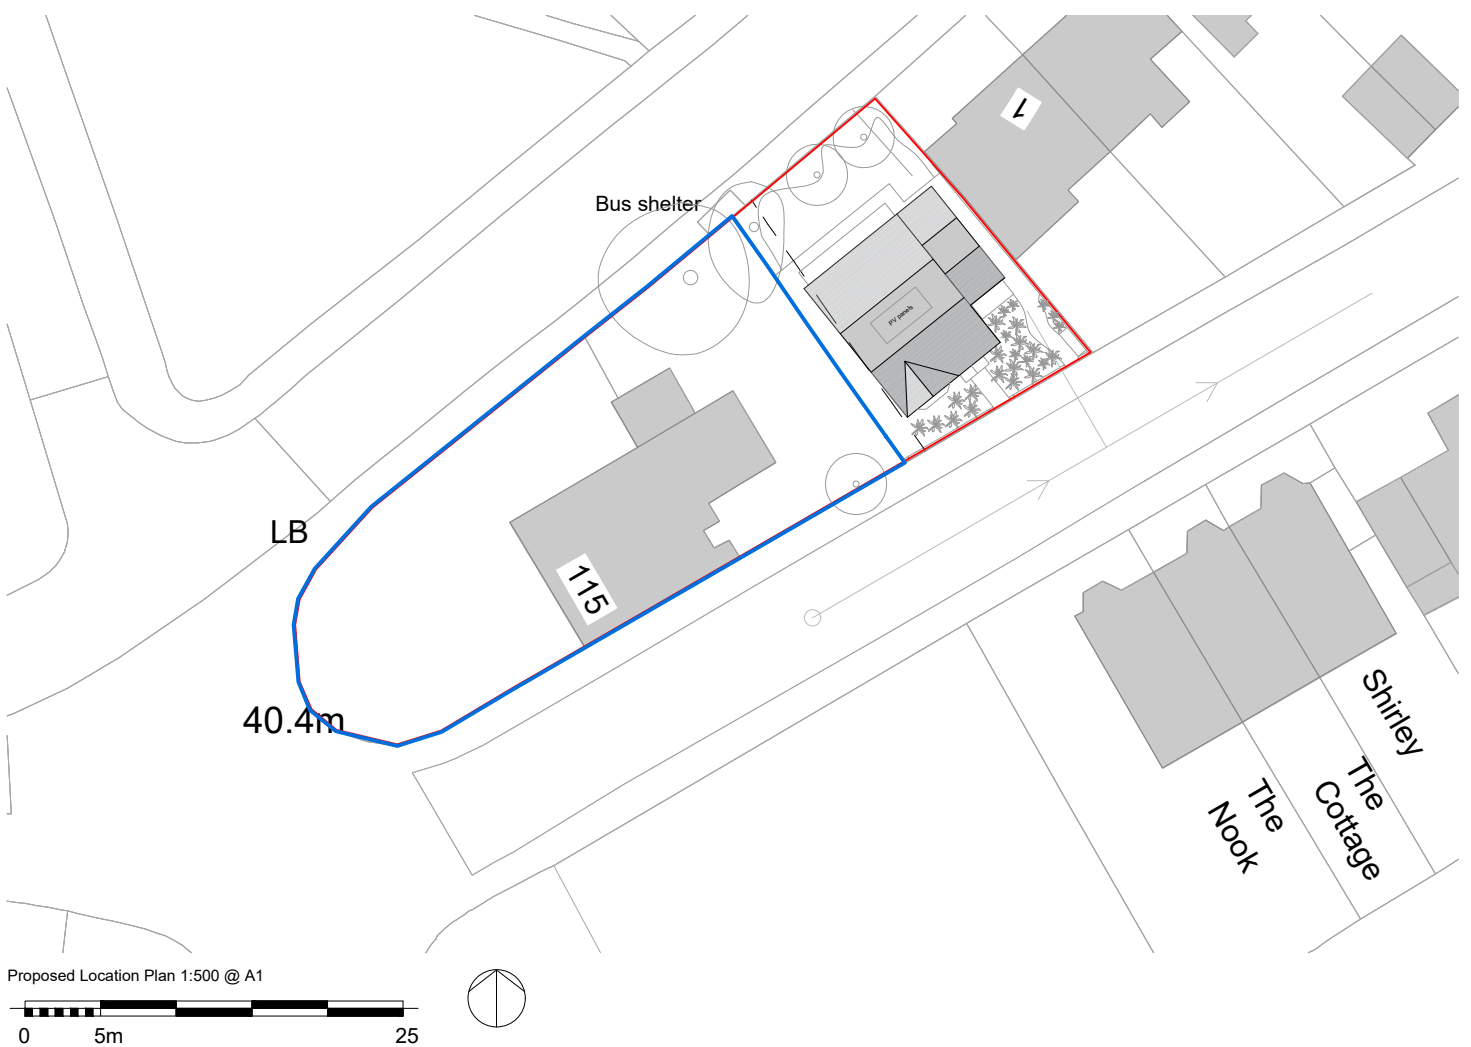 1
Bus shelter
PV panels
LB
115
40.4m
Shirley
The
Cottage
The
Nook
Proposed Location Plan 1:500 @ A1
0 5m 25